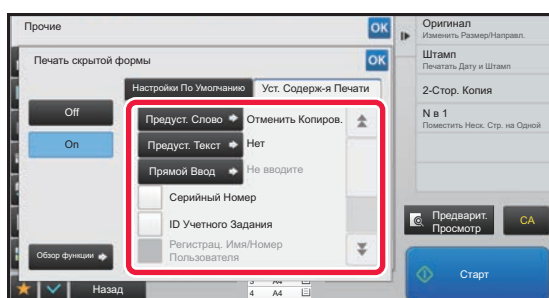 Прочие
OK
Печать скрытой формы
OK
Настройки По Умолчанию
Уст. Содерж-я Печати
Off
On
Предуст. Слово
Отменить Копиров.
Предуст. Текст
Нет
Прямой Ввод
Не вводите
Серийный Номер
ID Учетного Задания
Регистрац. Имя/Номер
Пользователя
Обзор функции
Назад
3 A4
4 A4
Оригинал
Изменить Размер/Направл.
Штамп
Печатать Дату и Штамп
2-Стор. Копия
N в 1
Поместить Неск. Стр. на Одной
Предварит.
Просмотр
CA
Старт